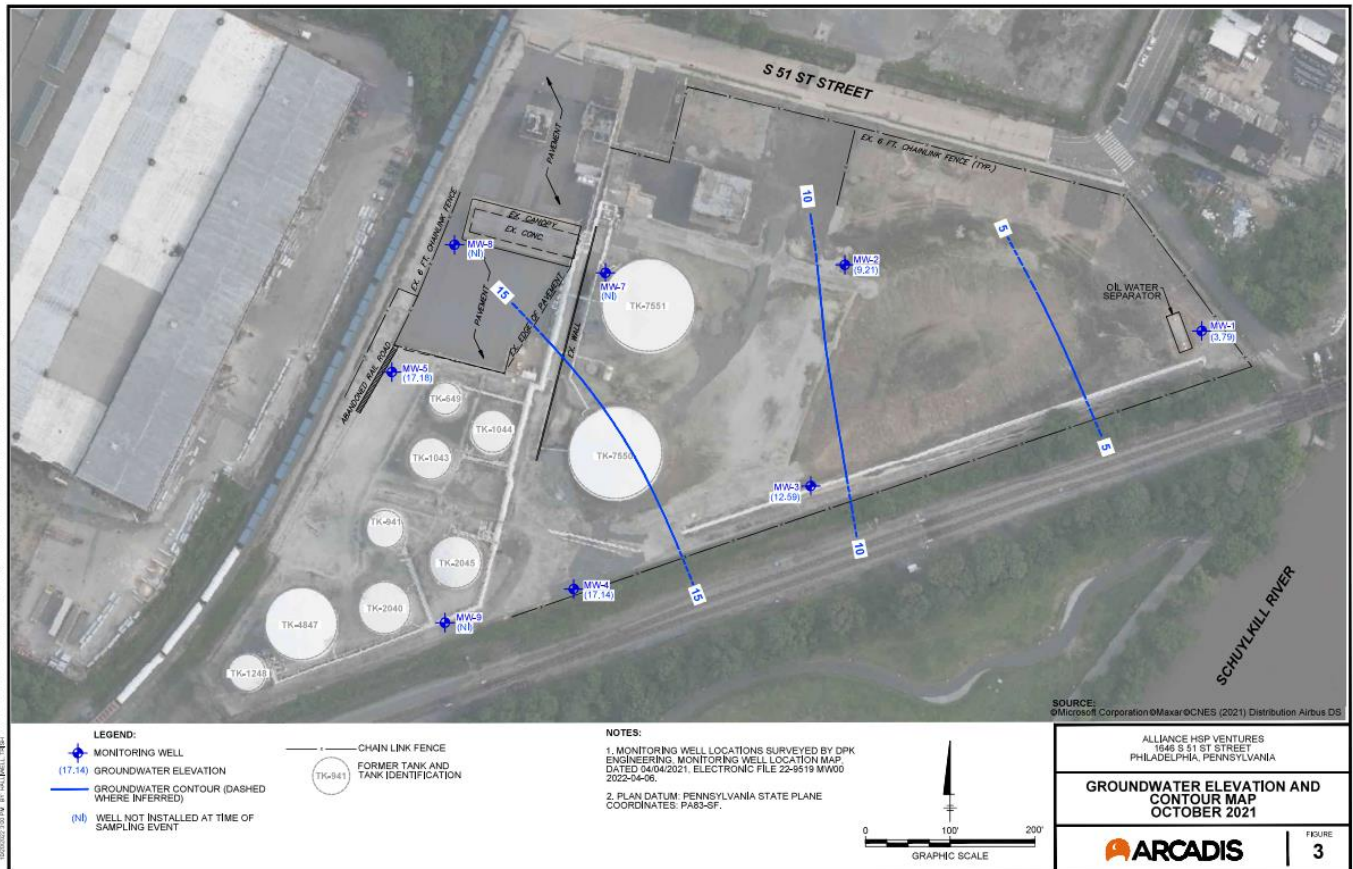 S 51 ST STREET
EX. 6 FT. CHAINLINK FENCE (TYP.)
PAVEMENT
EX. 6 FT. CHAINLINK FENCE
EX. CANOPY
EX. CONC.
10
MW-8
(NI)
MW-2
(9.21)
5
MW-7
(NI)
15
PAVEMENT
EX. EDGE OF PAVEMENT
EX. WALL
TK-7551
OIL WATER
SEPARATOR
MW-1
(3.79)
ABANDONED RAIL ROAD
MW-5
(17.18)
TK-649
TK-1044
TK-1043
TK-7550
5
MW-3
(12.59)
TK-941
10
TK-2045
MW-4
(17.14)
15
TK-2040
MW-9
(NI)
TK-4847
TK-1248
SCHUYLKILL RIVER
SOURCE:
©Microsoft Corporation ©Maxar ©CNES (2021) Distribution Airbus DS
LEGEND:
MONITORING WELL
(17.14) GROUNDWATER ELEVATION
GROUNDWATER CONTOUR (DASHED
WHERE INFERRED)
(NI) WELL NOT INSTALLED AT TIME OF
SAMPLING EVENT
CHAIN LINK FENCE
TK-941 FORMER TANK AND
TANK IDENTIFICATION
NOTES:
1. MONITORING WELL LOCATIONS SURVEYED BY DPK
ENGINEERING, MONITORING WELL LOCATION MAP,
DATED 04/04/2021, ELECTRONIC FILE 22-9519 MW00
2022-04-06.
2. PLAN DATUM: PENNSYLVANIA STATE PLANE
COORDINATES: PA83-SF.
0 100' 200'
GRAPHIC SCALE
ALLIANCE HSP VENTURES
1646 S 51 ST STREET
PHILADELPHIA, PENNSYLVANIA
GROUNDWATER ELEVATION AND
CONTOUR MAP
OCTOBER 2021
ARCADIS
FIGURE
3